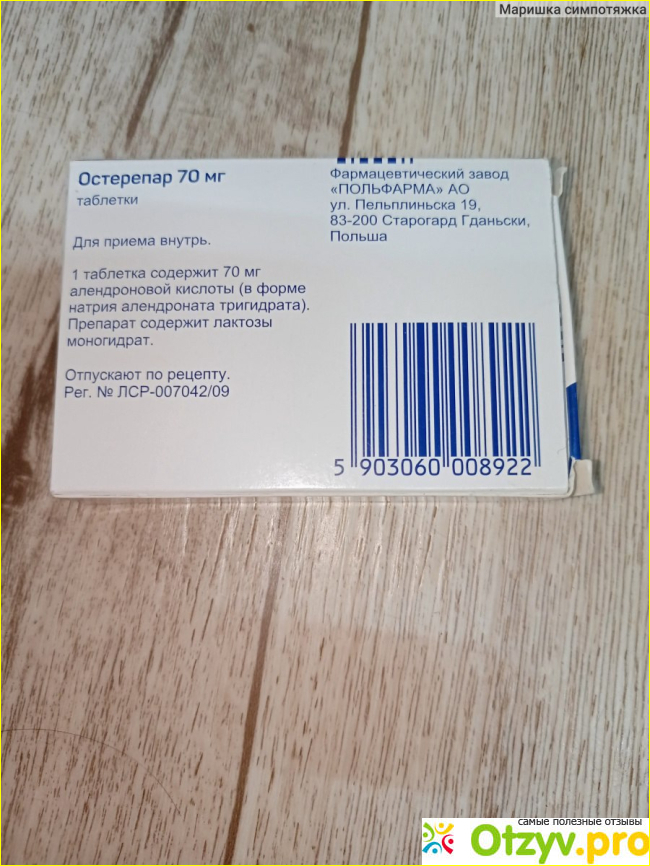 Маришка симпотяжка
Остерепар 70 мг
таблетки
Для приема внутрь.
1 таблетка содержит 70 мг
алендроновой кислоты (в форме
натрия алендроната тригидрата).
Препарат содержит лактозы
моногидрат.
Отпускают по рецепту.
Рег. № ЛСР-007042/09
Фармацевтический завод
«ПОЛЬФАРМА» АО
ул. Пельплиньска 19,
83-200 Старогард Гданьски,
Польша
5 903060 008922
самые полезные отзывы
Otzyv.pro